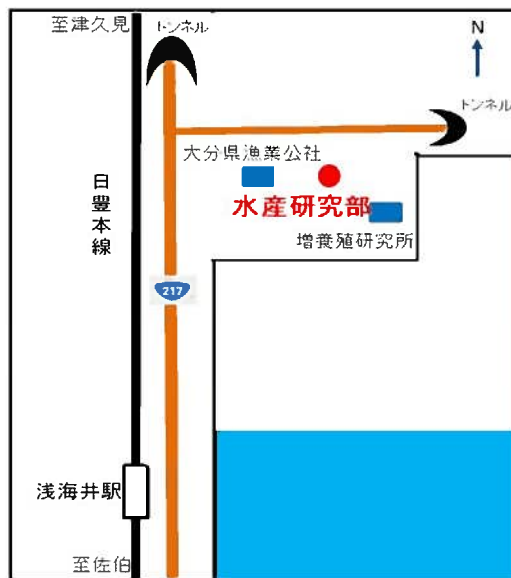 至津久見
トンネル
N
トンネル
大分県漁業公社
日豊本線
水産研究部
増養殖研究所
217
浅海井駅
至佐伯